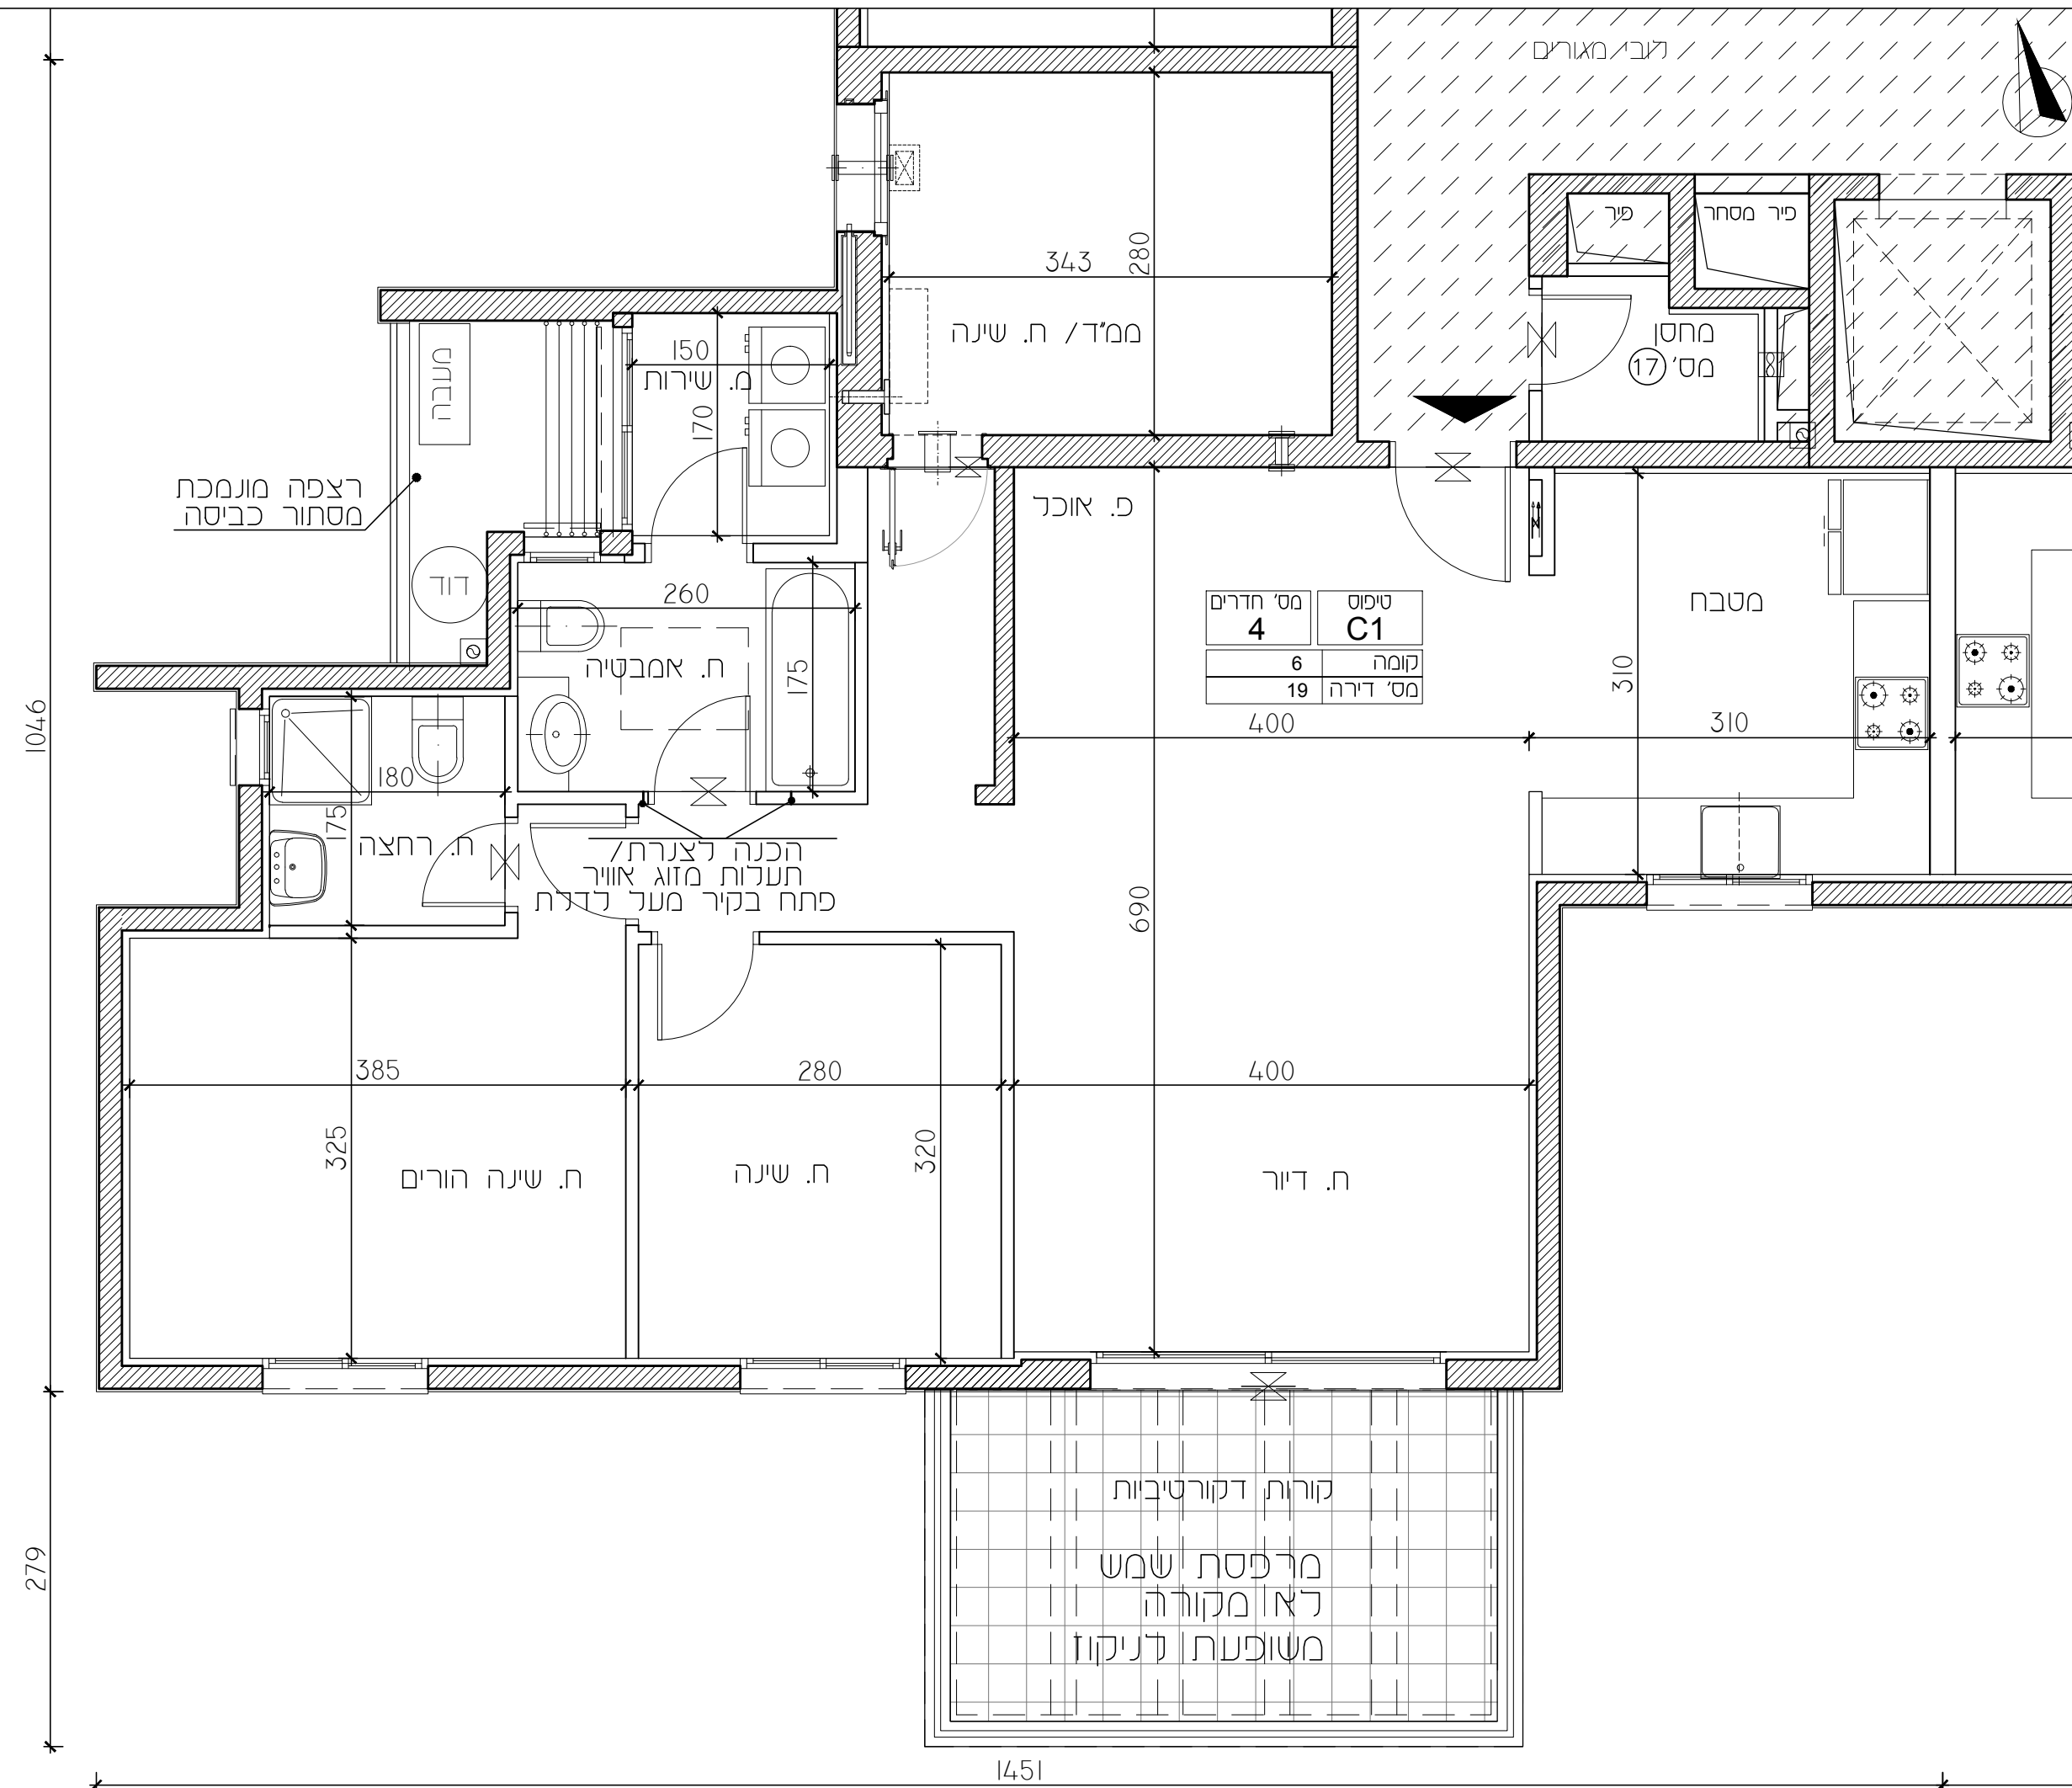 לובי מגורים
פיר
פיר מסחר
343
280
ממ"ד/ ח. שינה
מחסן
מס' 17
מעבה
150
מ. שירות
170
רצפה מונמכת
מסתור כביסה
פ. אוכל
דוד
260
טיפוס
C1
מס' חדרים
4
קומה 6
מס' דירה 19
מטבח
ח. אמבטיה
175
310
400
310
1046
180
175
ח. רחצה
הכנה לצנרת/
תעלות מזוג אוויר
פתח בקיר מעל לדלת
690
385
280
400
325
320
ח. שינה הורים
ח. שינה
ח. דיור
קורות דקורטיביות
מרפסת שמש
לא מקורה
משופעת לניקוז
279
1451